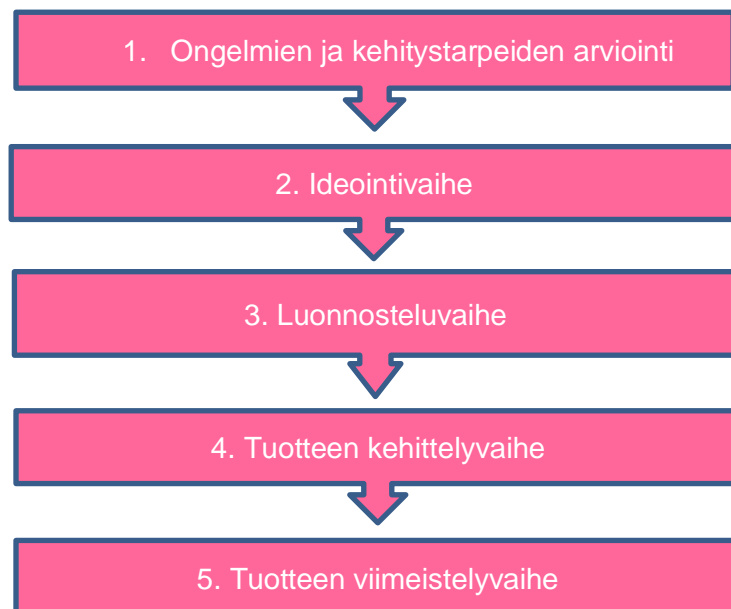 1. Ongelmien ja kehitystarpeiden arviointi
2. Ideointivaihe
3. Luonnosteluvaihe
4. Tuotteen kehittelyvaihe
5. Tuotteen viimeistelyvaihe